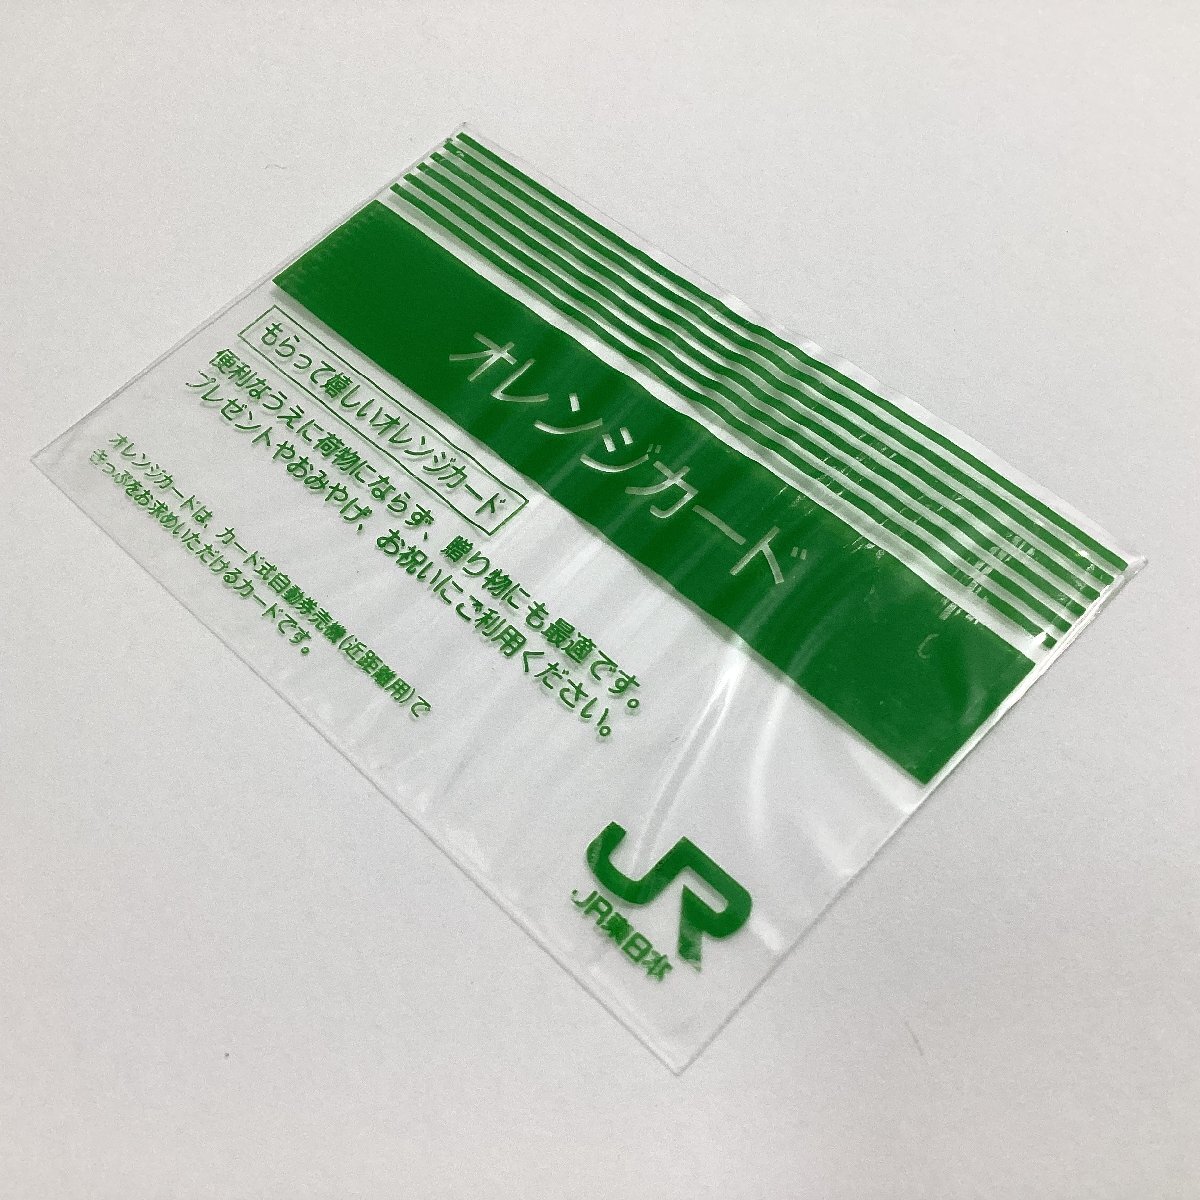 オレンジカード
もらって嬉しいオレンジカード
便利なうえに荷物にならず、贈り物にも最適です。
プレゼントやおみやげ、お祝いにご利用ください。
オレンジカードは、カード式自動券売機(近距離用)で
きっぷをお求めいただけるカードです。
JR
JR東日本